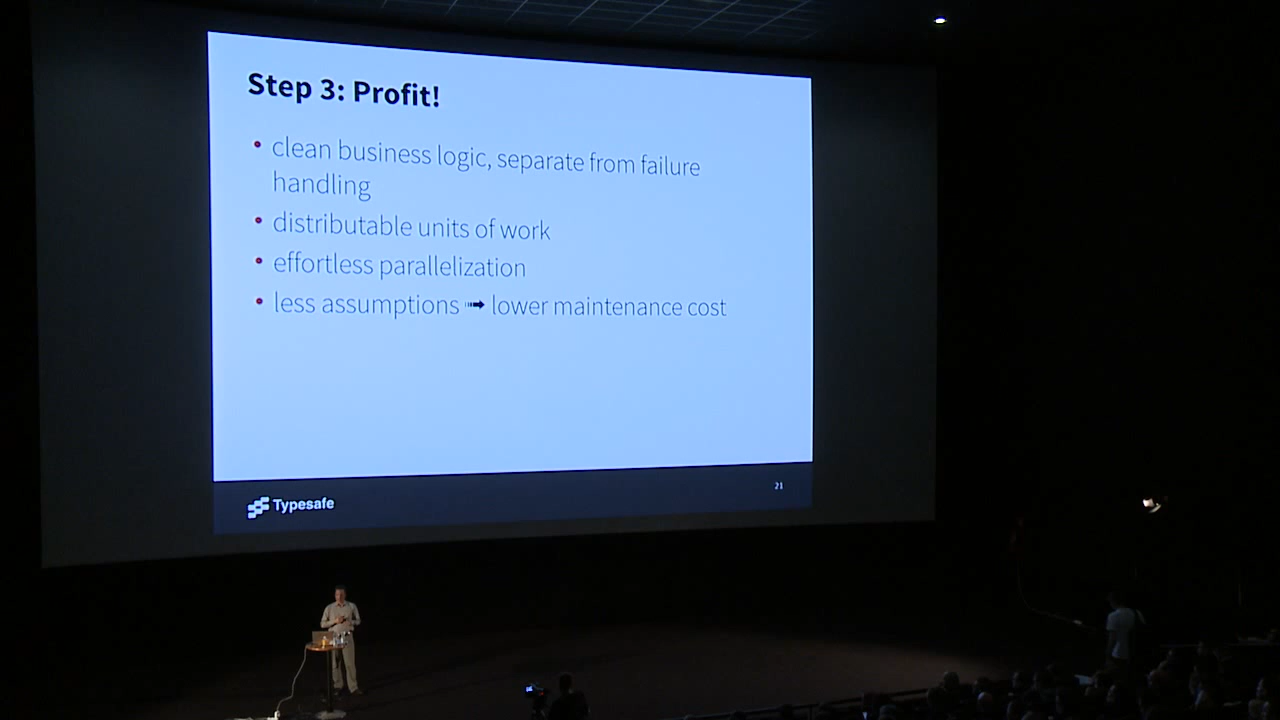 Step 3: Profit!
• clean business logic, separate from failure
handling
• distributable units of work
• effortless parallelization
• less assumptions ➟ lower maintenance cost
Typesafe
21